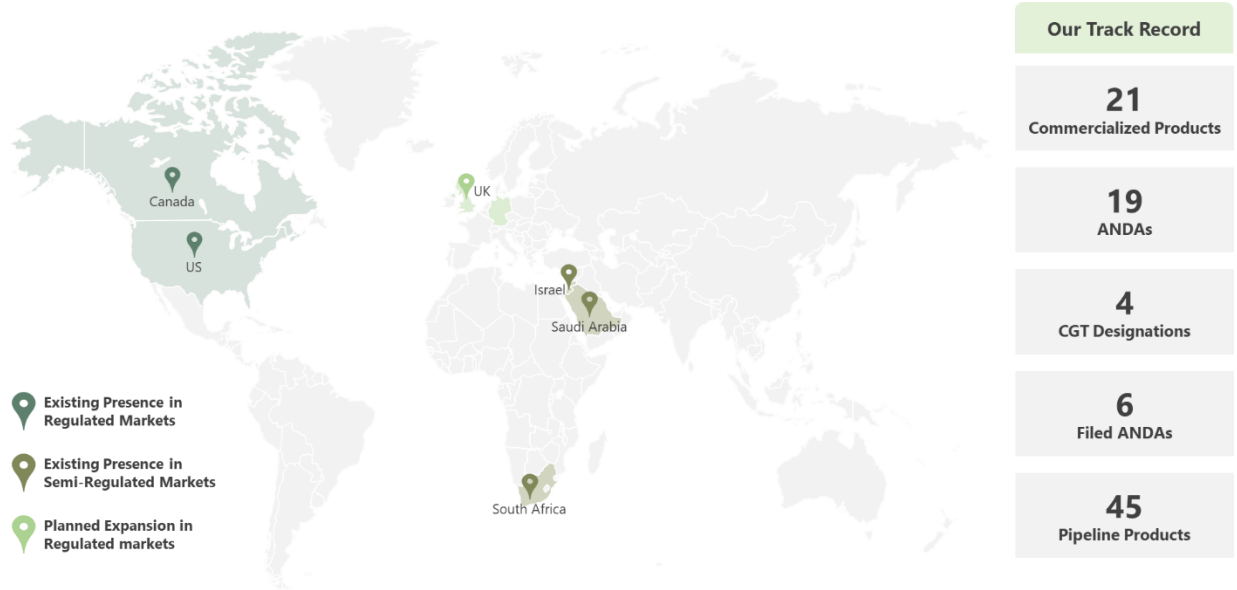 Canada
US
UK
Israel
Saudi Arabia
South Africa
Existing Presence in
Regulated Markets
Existing Presence in
Semi-Regulated Markets
Planned Expansion in
Regulated markets
Our Track Record
21
Commercialized Products
19
ANDAs
4
CGT Designations
6
Filed ANDAs
45
Pipeline Products